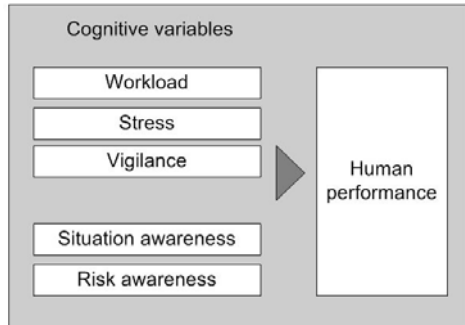 Cognitive variables
Workload
Stress
Vigilance
Situation awareness
Risk awareness
Human
performance